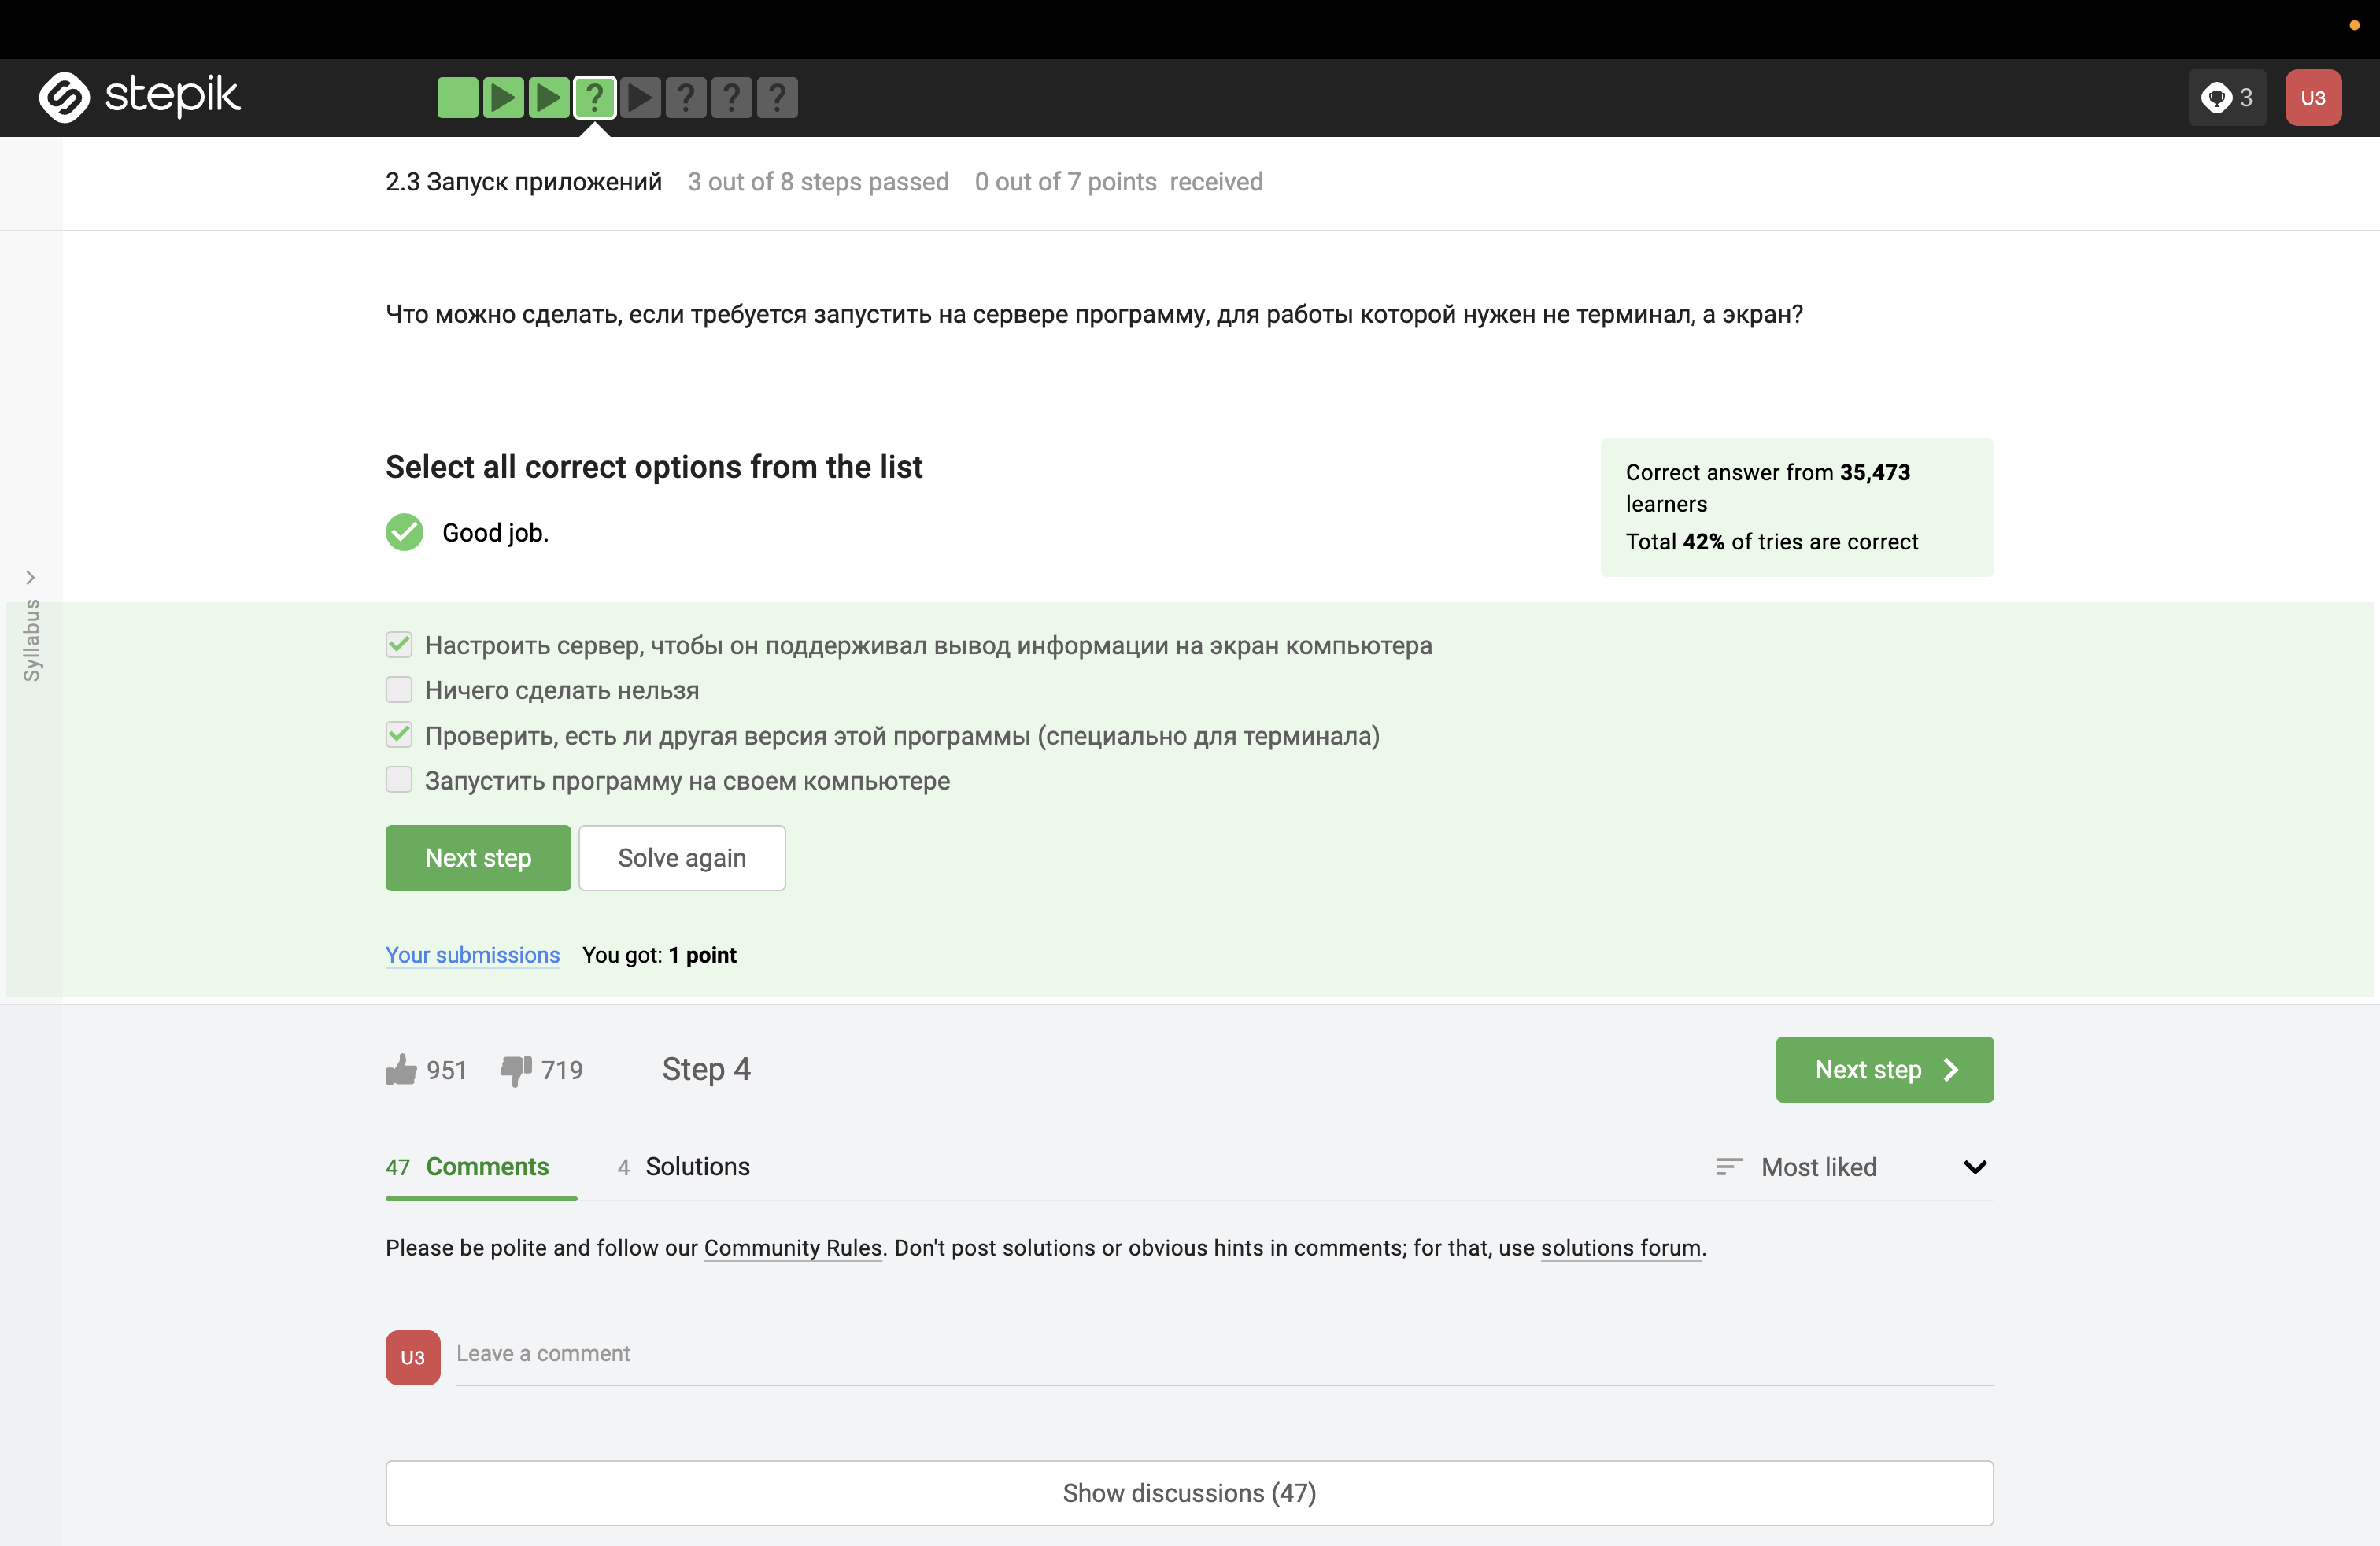 stepik
? ? ? ?
3
U3
2.3 Запуск приложений 3 out of 8 steps passed 0 out of 7 points received
Что можно сделать, если требуется запустить на сервере программу, для работы которой нужен не терминал, а экран?
Select all correct options from the list
Good job.
Correct answer from 35,473
learners
Total 42% of tries are correct
Syllabus
Настроить сервер, чтобы он поддерживал вывод информации на экран компьютера
Ничего сделать нельзя
Проверить, есть ли другая версия этой программы (специально для терминала)
Запустить программу на своем компьютере
Next step Solve again
Your submissions You got: 1 point
951 719 Step 4 Next step
47 Comments 4 Solutions Most liked
Please be polite and follow our Community Rules. Don't post solutions or obvious hints in comments; for that, use solutions forum.
U3 Leave a comment
Show discussions (47)